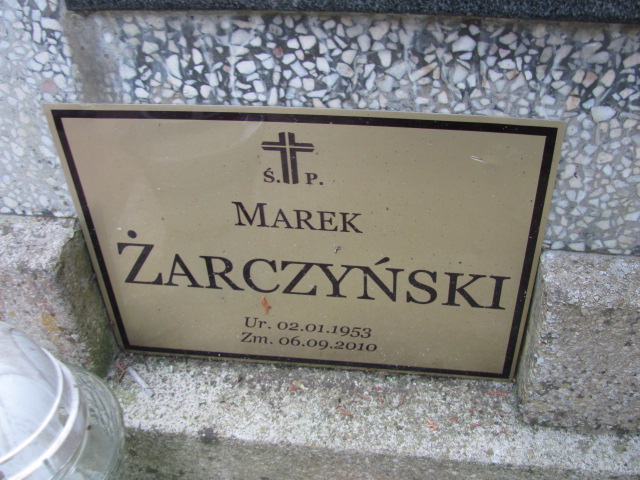 Ś. P.
MAREK
ŻARCZYŃSKI
Ur. 02.01.1953
Zm. 06.09.2010